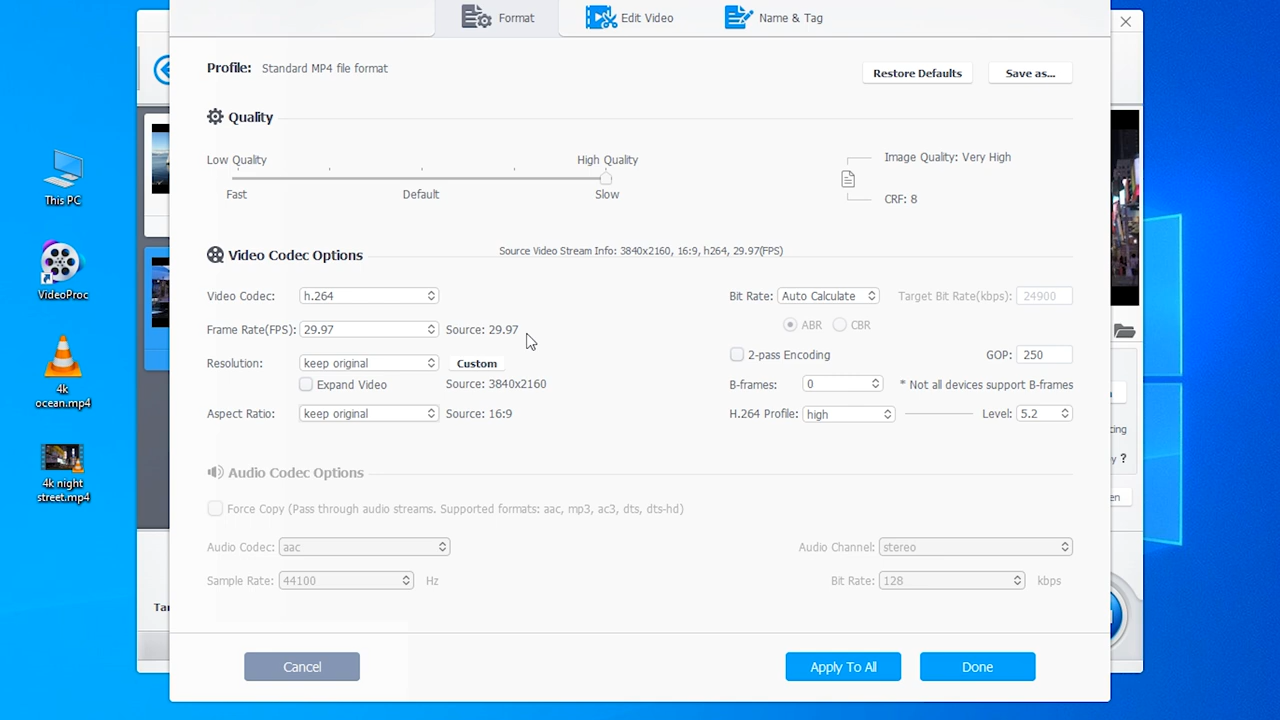 Format
Edit Video
Name & Tag
Profile: Standard MP4 file format
Restore Defaults
Save as...
Quality
Low Quality
High Quality
Fast
Default
Slow
Image Quality: Very High
CRF: 8
Video Codec Options
Source Video Stream Info: 3840x2160, 16:9, h264, 29.97(FPS)
Video Codec: h.264
Frame Rate(FPS): 29.97 Source: 29.97
Resolution: keep original Custom
Expand Video Source: 3840x2160
Aspect Ratio: keep original Source: 16:9
Bit Rate: Auto Calculate Target Bit Rate(kbps): 24900
ABR CBR
2-pass Encoding GOP: 250
B-frames: 0 * Not all devices support B-frames
H.264 Profile: high Level: 5.2
Audio Codec Options
Force Copy (Pass through audio streams. Supported formats: aac, mp3, ac3, dts, dts-hd)
Audio Codec: aac
Audio Channel: stereo
Sample Rate: 44100 Hz
Bit Rate: 128 kbps
Cancel
Apply To All
Done
This PC
VideoProc
4k
ocean.mp4
4k night
street.mp4
?